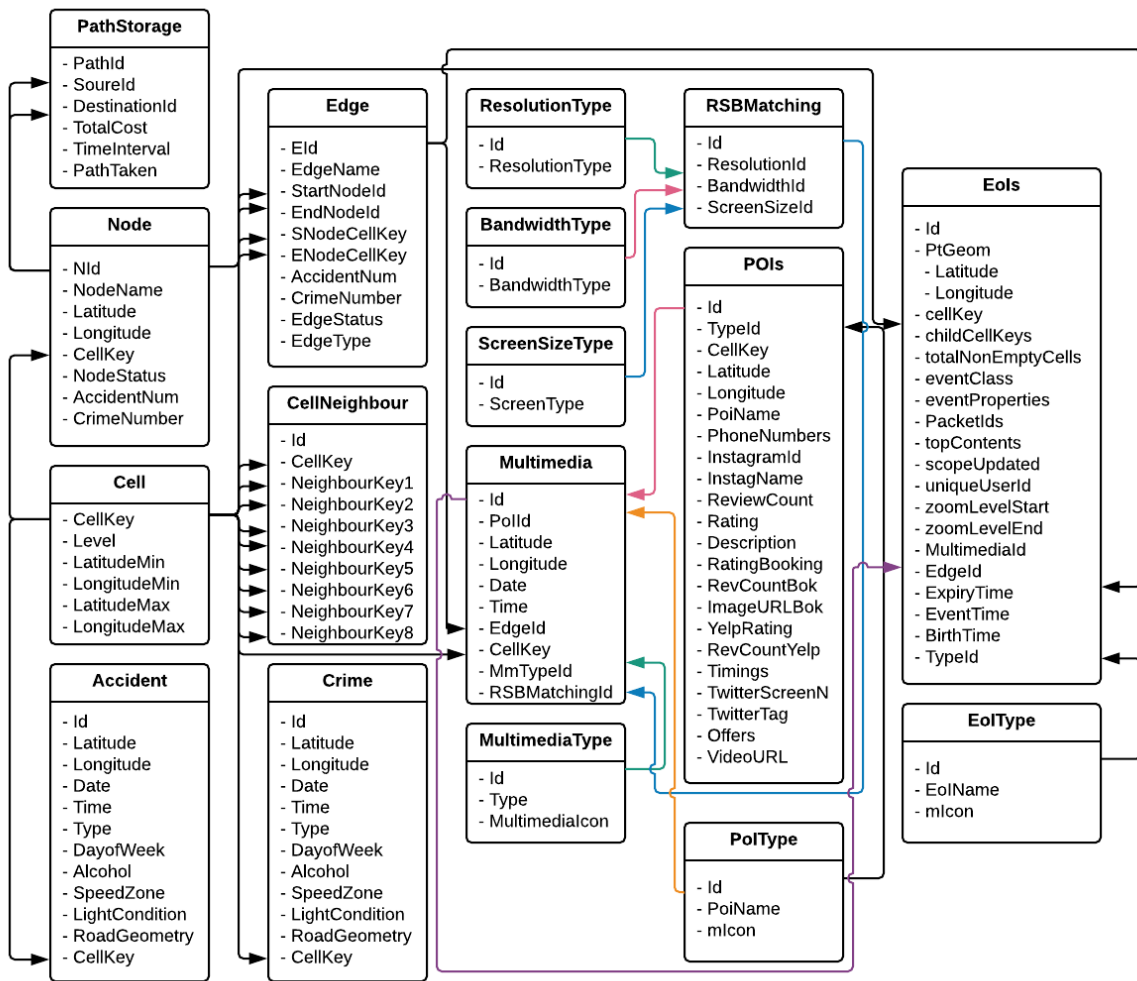 PathStorage
- PathId
- SoureId
- DestinationId
- TotalCost
- TimeInterval
- PathTaken
Node
- NId
- NodeName
- Latitude
- Longitude
- CellKey
- NodeStatus
- AccidentNum
- CrimeNumber
Cell
- CellKey
- Level
- LatitudeMin
- LongitudeMin
- LatitudeMax
- LongitudeMax
Accident
- Id
- Latitude
- Longitude
- Date
- Time
- Type
- DayofWeek
- Alcohol
- SpeedZone
- LightCondition
- RoadGeometry
- CellKey
Edge
- EId
- EdgeName
- StartNodeId
- EndNodeId
- SNodeCellKey
- ENodeCellKey
- AccidentNum
- CrimeNumber
- EdgeStatus
- EdgeType
CellNeighbour
- Id
- CellKey
- NeighbourKey1
- NeighbourKey2
- NeighbourKey3
- NeighbourKey4
- NeighbourKey5
- NeighbourKey6
- NeighbourKey7
- NeighbourKey8
Crime
- Id
- Latitude
- Longitude
- Date
- Time
- Type
- DayofWeek
- Alcohol
- SpeedZone
- LightCondition
- RoadGeometry
- CellKey
ResolutionType
- Id
- ResolutionType
BandwidthType
- Id
- BandwidthType
ScreenSizeType
- Id
- ScreenType
Multimedia
- Id
- PoIId
- Latitude
- Longitude
- Date
- Time
- EdgeId
- CellKey
- MmTypeId
- RSBMatchingId
MultimediaType
- Id
- Type
- MultimediaIcon
RSBMatching
- Id
- ResolutionId
- BandwidthId
- ScreenSizeId
POIs
- Id
- TypeId
- CellKey
- Latitude
- Longitude
- PoiName
- PhoneNumbers
- InstagramId
- InstagName
- ReviewCount
- Rating
- Description
- RatingBooking
- RevCountBok
- ImageURLBok
- YelpRating
- RevCountYelp
- Timings
- TwitterScreenN
- TwitterTag
- Offers
- VideoURL
PoIType
- Id
- PoiName
- mIcon
EoIs
- Id
- PtGeom
- Latitude
- Longitude
- cellKey
- childCellKeys
- totalNonEmptyCells
- eventClass
- eventProperties
- PacketIds
- topContents
- scopeUpdated
- uniqueUserId
- zoomLevelStart
- zoomLevelEnd
- MultimediaId
- EdgeId
- ExpiryTime
- EventTime
- BirthTime
- TypeId
EoIType
- Id
- EoIName
- mIcon